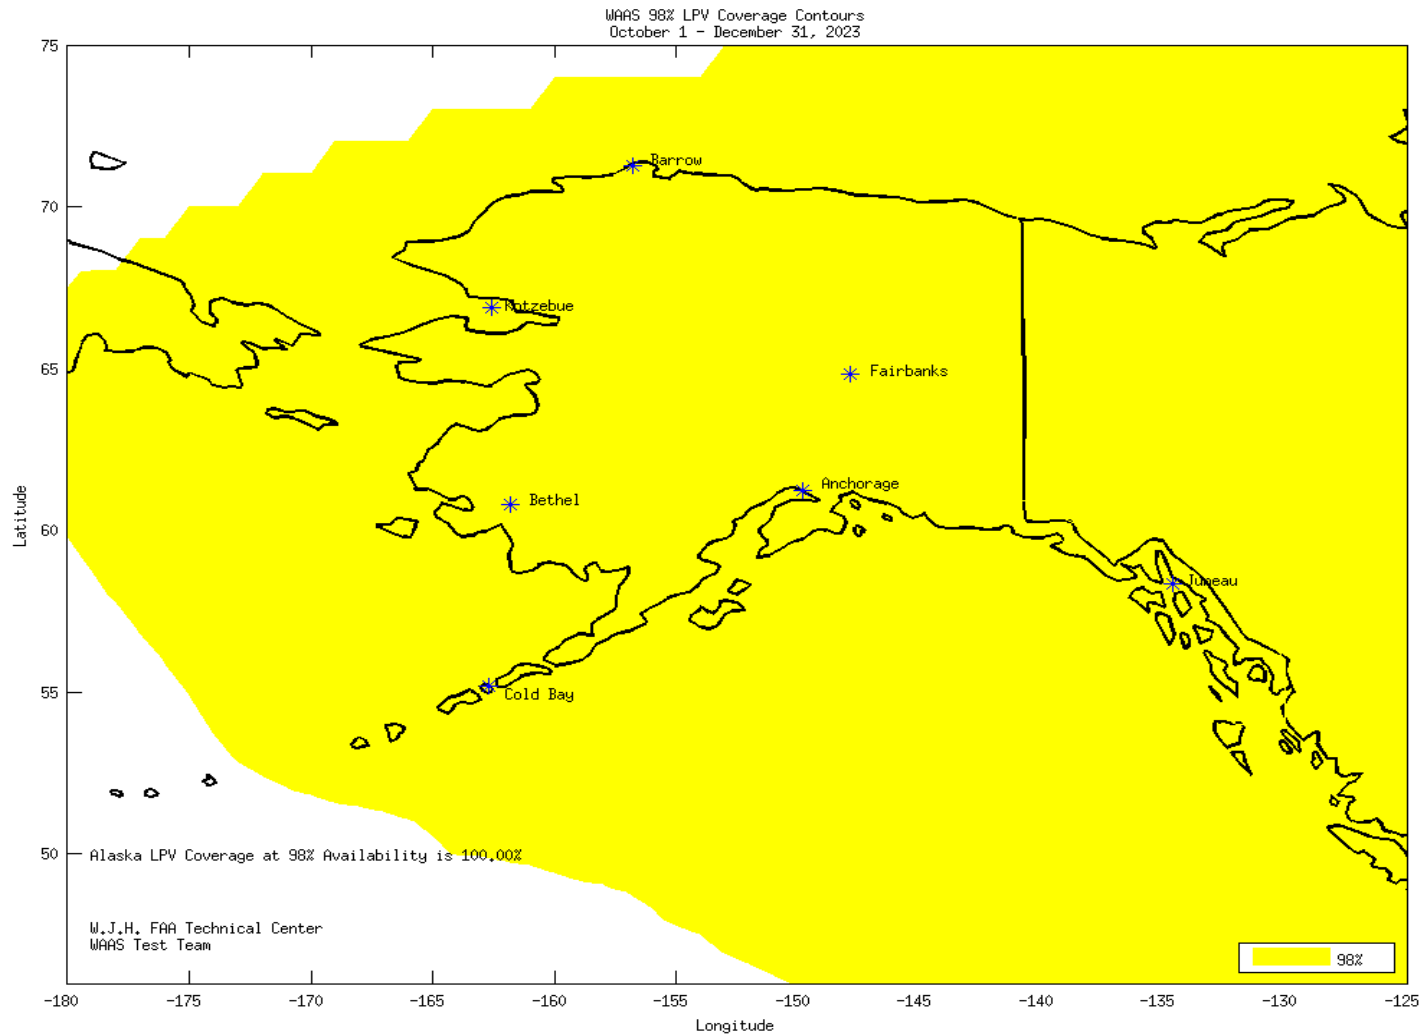 WAAS 98% LPV Coverage Contours
October 1 - December 31, 2023
75
70
65
60
55
50
Latitude
Barrow
Kotzebue
Fairbanks
Anchorage
Bethel
Juneau
Cold Bay
Alaska LPV Coverage at 98% Availability is 100.00%
W.J.H. FAA Technical Center
WAAS Test Team
98%
-180 -175 -170 -165 -160 -155 -150 -145 -140 -135 -130 -125
Longitude